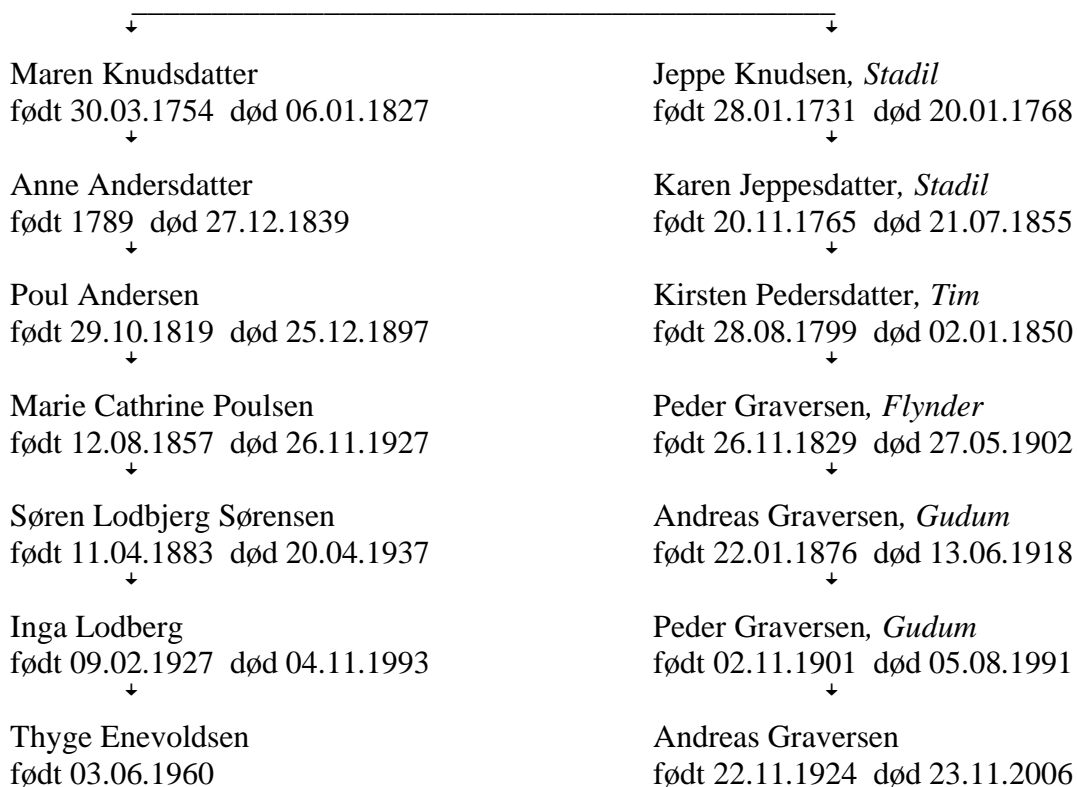 Maren Knudsdatter
født 30.03.1754 død 06.01.1827
Anne Andersdatter
født 1789 død 27.12.1839
Poul Andersen
født 29.10.1819 død 25.12.1897
Marie Cathrine Poulsen
født 12.08.1857 død 26.11.1927
Søren Lodbjerg Sørensen
født 11.04.1883 død 20.04.1937
Inga Lodberg
født 09.02.1927 død 04.11.1993
Thyge Enevoldsen
født 03.06.1960
Jeppe Knudsen, Stadil
født 28.01.1731 død 20.01.1768
Karen Jeppesdatter, Stadil
født 20.11.1765 død 21.07.1855
Kirsten Pedersdatter, Tim
født 28.08.1799 død 02.01.1850
Peder Graversen, Flynder
født 26.11.1829 død 27.05.1902
Andreas Graversen, Gudum
født 22.01.1876 død 13.06.1918
Peder Graversen, Gudum
født 02.11.1901 død 05.08.1991
Andreas Graversen
født 22.11.1924 død 23.11.2006